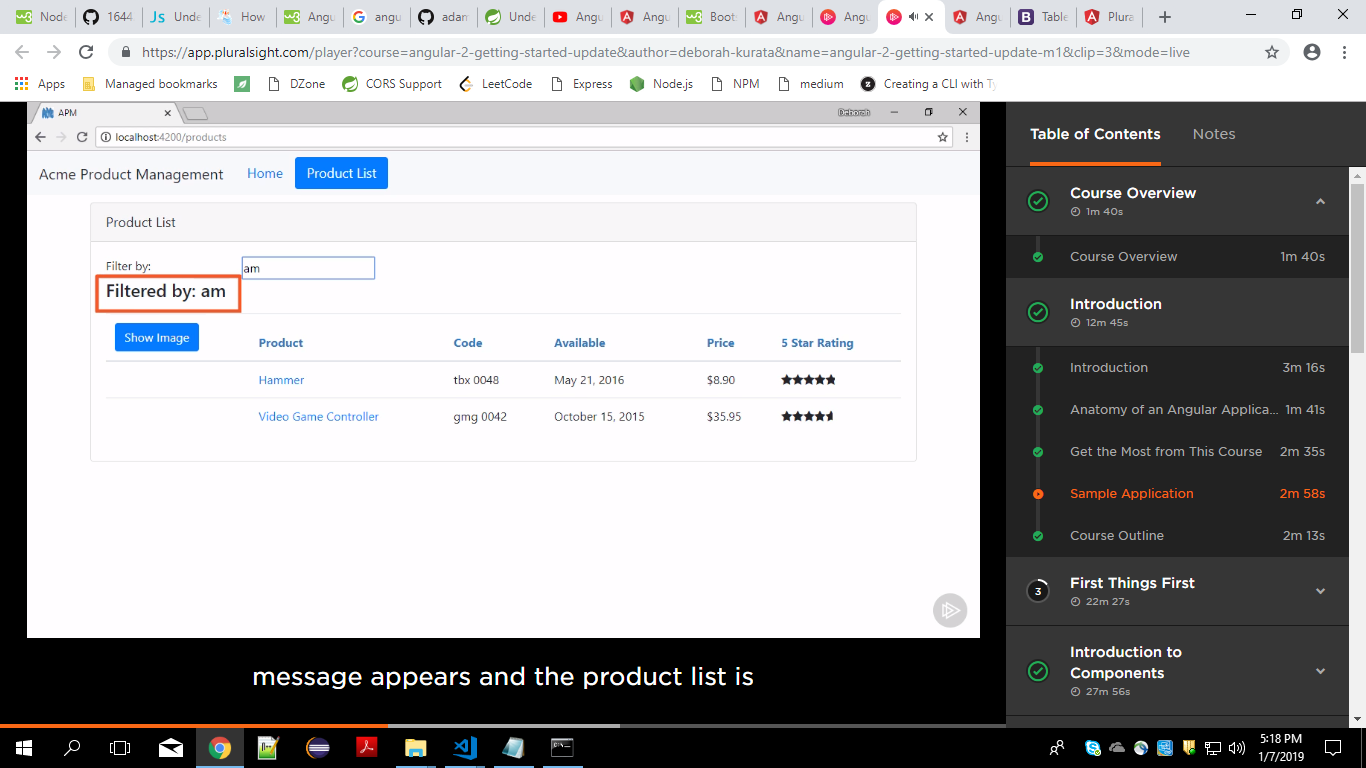 Node
1644
Js Unde
How
w3 Angu
angu
adam
Unde
Angu
Angu
w3 Boots
Angu
Angu
Angu
B Table
Plura
https://app.pluralsight.com/player?course=angular-2-getting-started-update&author=deborah-kurata&name=angular-2-getting-started-update-m1&clip=3&mode=live
Apps
Managed bookmarks
DZone
CORS Support
LeetCode
Express
Node.js
NPM
medium
Creating a CLI with Ty
APM
Deborah
localhost:4200/products
Acme Product Management
Home
Product List
Product List
Filter by:
am
Filtered by: am
Show Image
Product
Code
Available
Price
5 Star Rating
Hammer
tbx 0048
May 21, 2016
$8.90
Video Game Controller
gmg 0042
October 15, 2015
$35.95
message appears and the product list is
Table of Contents
Notes
Course Overview
1m 40s
Course Overview
1m 40s
Introduction
12m 45s
Introduction
3m 16s
Anatomy of an Angular Applica...
1m 41s
Get the Most from This Course
2m 35s
Sample Application
2m 58s
Course Outline
2m 13s
3
First Things First
22m 27s
Introduction to
Components
27m 56s
5:18 PM
1/7/2019